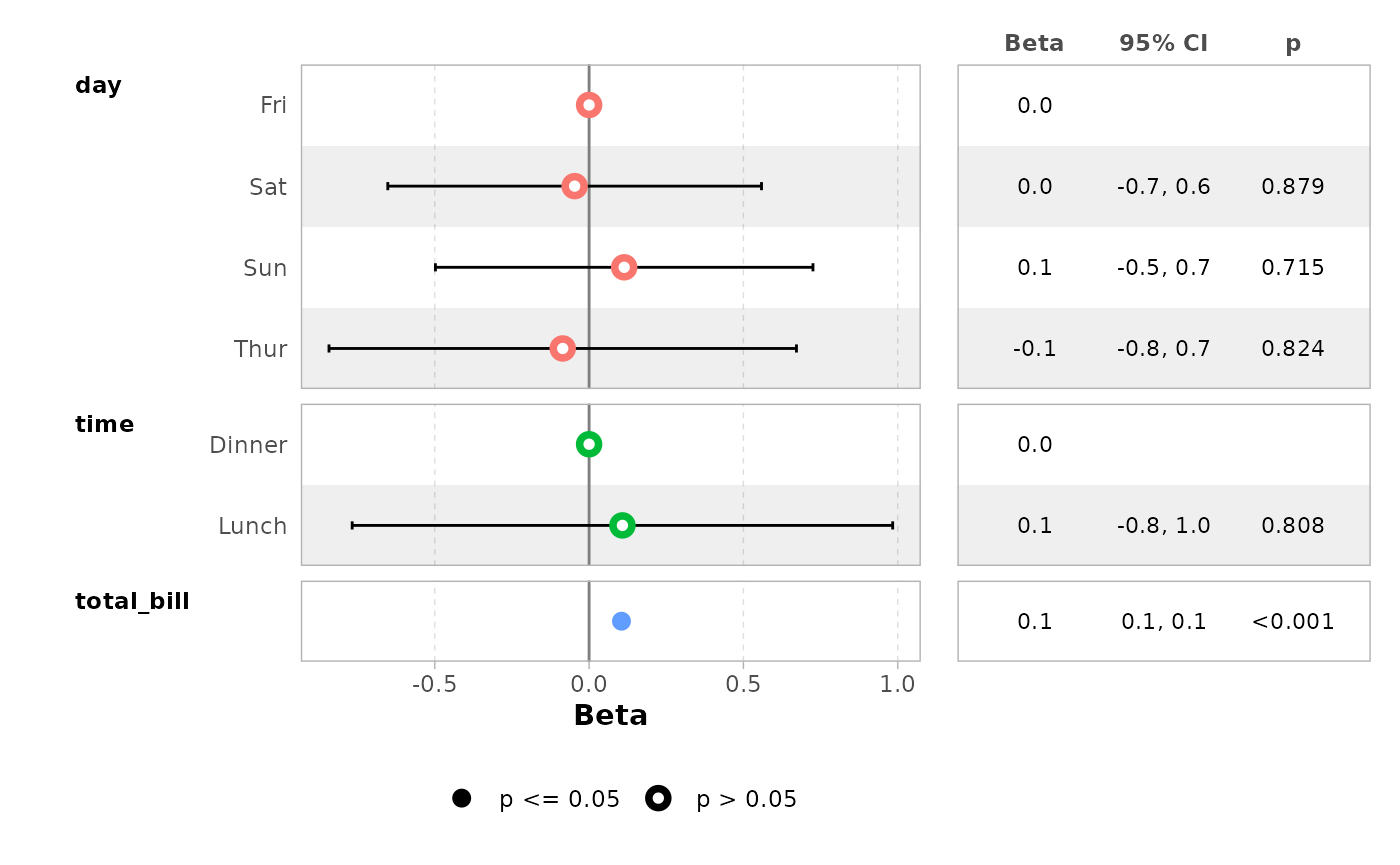 Beta 95% CI p
day
Fri 0.0
Sat 0.0 -0.7, 0.6 0.879
Sun 0.1 -0.5, 0.7 0.715
Thur -0.1 -0.8, 0.7 0.824
time
Dinner 0.0
Lunch 0.1 -0.8, 1.0 0.808
total_bill
0.1 0.1, 0.1 <0.001
-0.5 0.0 0.5 1.0
Beta
p <= 0.05 p > 0.05